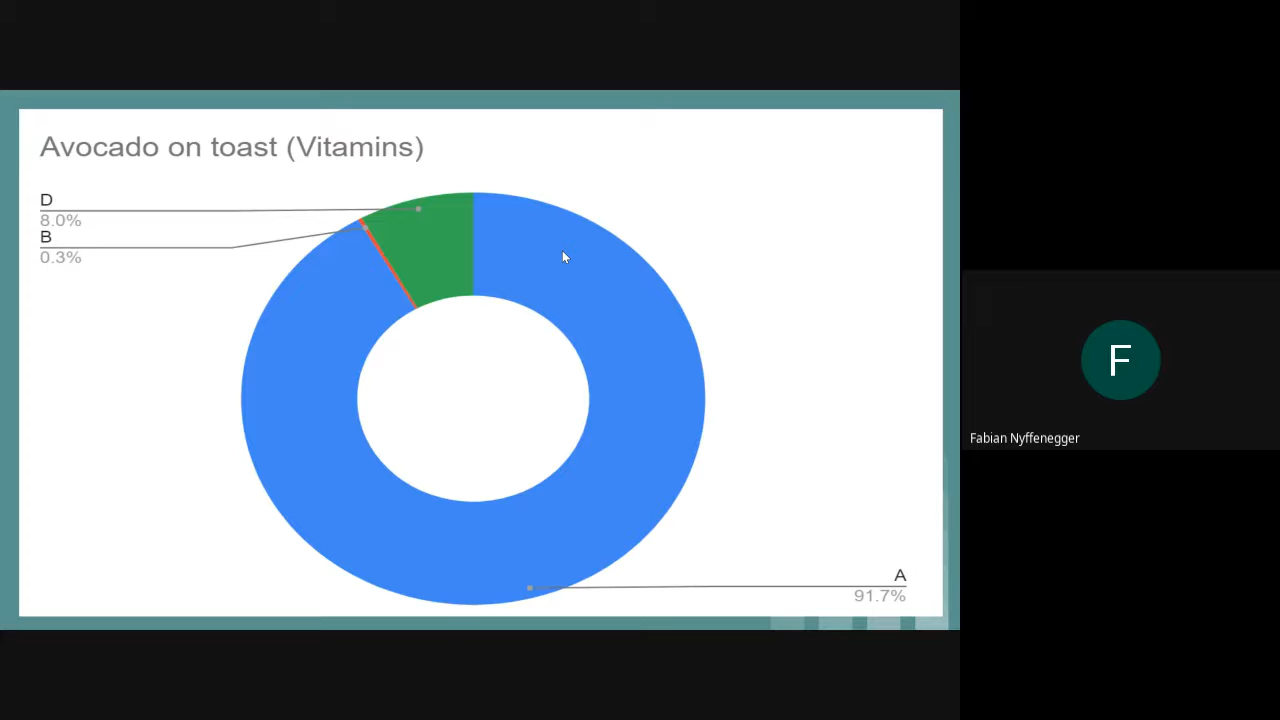 Avocado on toast (Vitamins)
D
8.0%
B
0.3%
A
91.7%
F
Fabian Nyffenegger